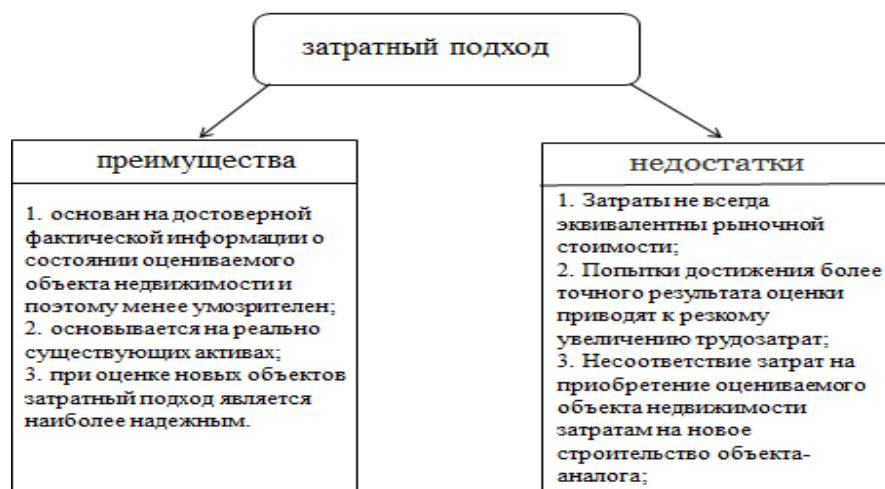 затратный подход
преимущества
1. основан на достоверной
фактической информации о
состоянии оцениваемого
объекта недвижимости и
поэтому менее умозрителен;
2. основывается на реально
существующих активах;
3. при оценке новых объектов
затратный подход является
наиболее надежным.
недостатки
1. Затраты не всегда
эквивалентны рыночной
стоимости;
2. Попытки достижения более
точного результата оценки
приводят к резкому
увеличению трудозатрат;
3. Несоответствие затрат на
приобретение оцениваемого
объекта недвижимости
затратам на новое
строительство объекта-
аналога;